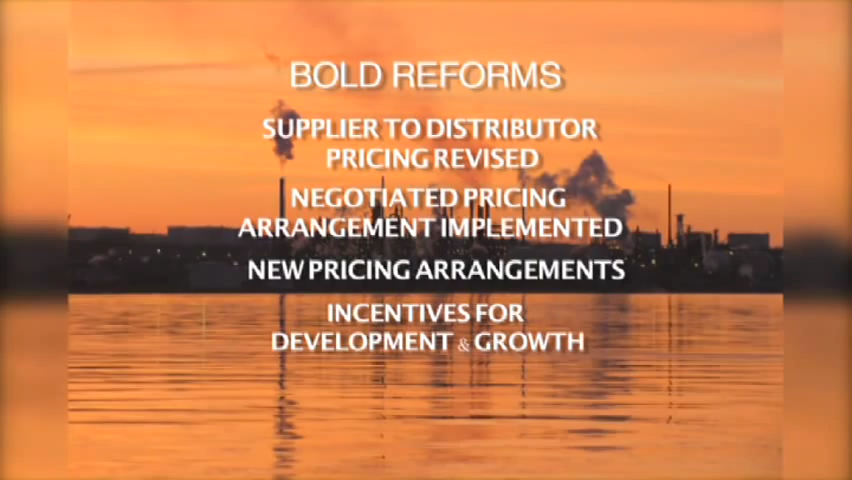 BOLD REFORMS
SUPPLIER TO DISTRIBUTOR
PRICING REVISED
NEGOTIATED PRICING
ARRANGEMENT IMPLEMENTED
NEW PRICING ARRANGEMENTS
INCENTIVES FOR
DEVELOPMENT & GROWTH